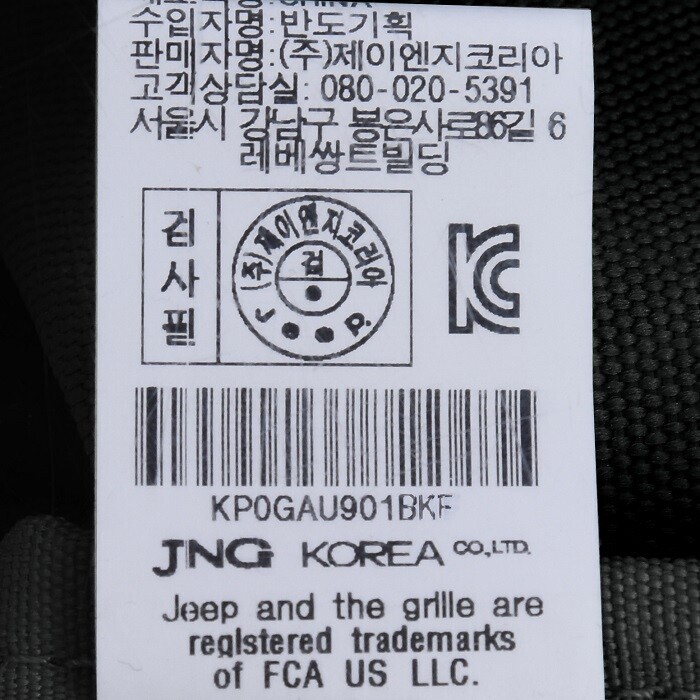 수입자명:반도기획
판매자명:(주)제이엔지코리아
고객상담실: 080-020-5391
서울시 강남구 봉은사로86길 6
레베쌍트빌딩
검사필
(주)제이엔지코리아
검
J e e p.
KC
KP0GAU901BKF
JNG KOREA CO.,LTD.
Jeep and the grille are
registered trademarks
of FCA US LLC.